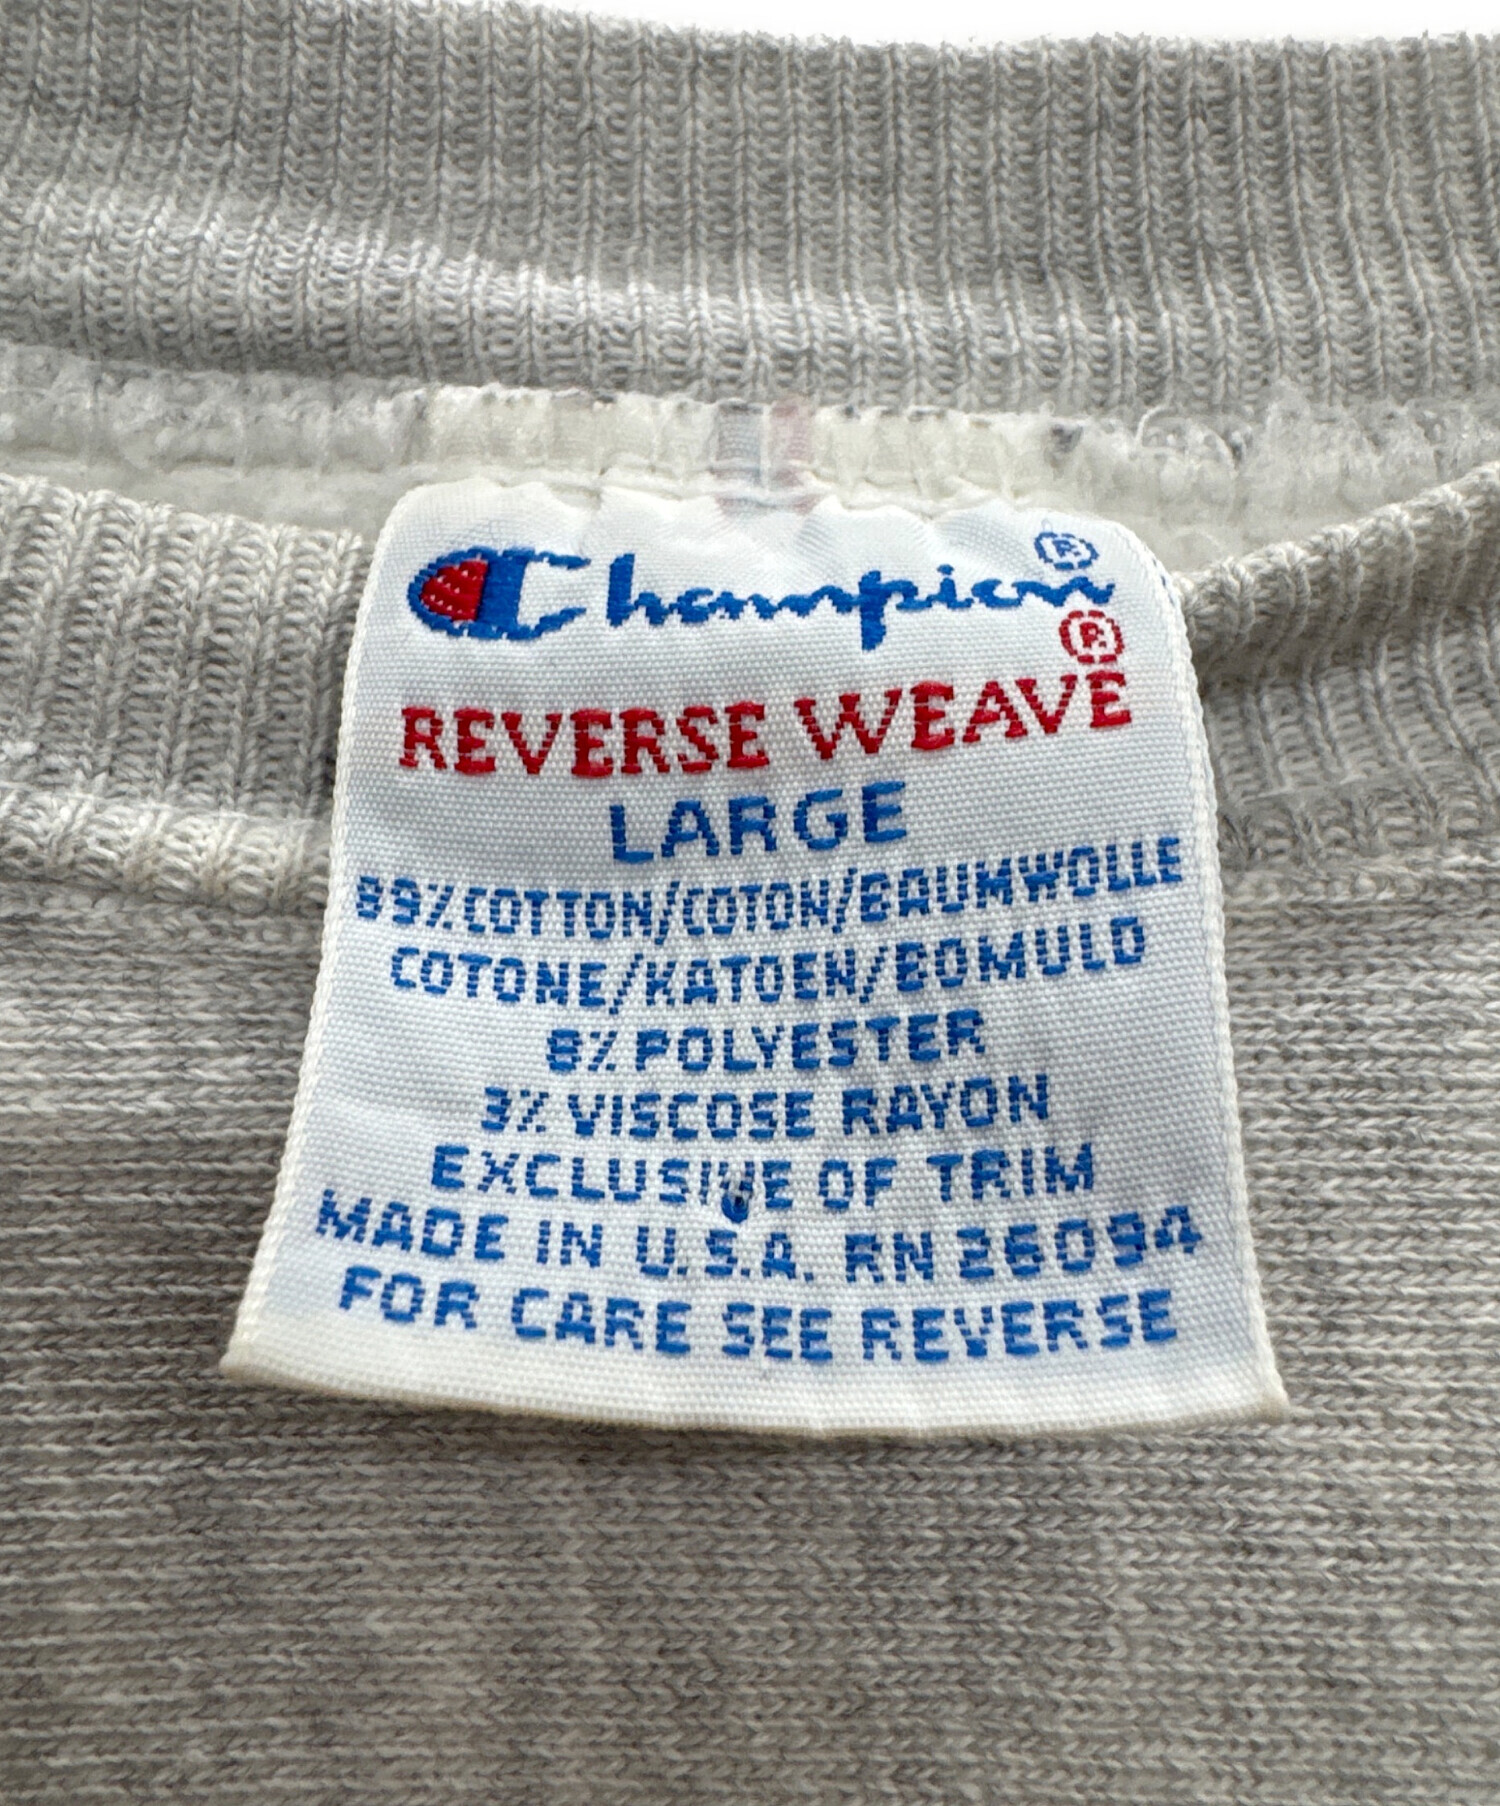 Champion®
®
REVERSE WEAVE
LARGE
89% COTTON/COTON/BAUMWOLLE
COTONE/KATOEN/BOMULD
8% POLYESTER
3% VISCOSE RAYON
EXCLUSIVE OF TRIM
MADE IN U.S.A. RN 26094
FOR CARE SEE REVERSE